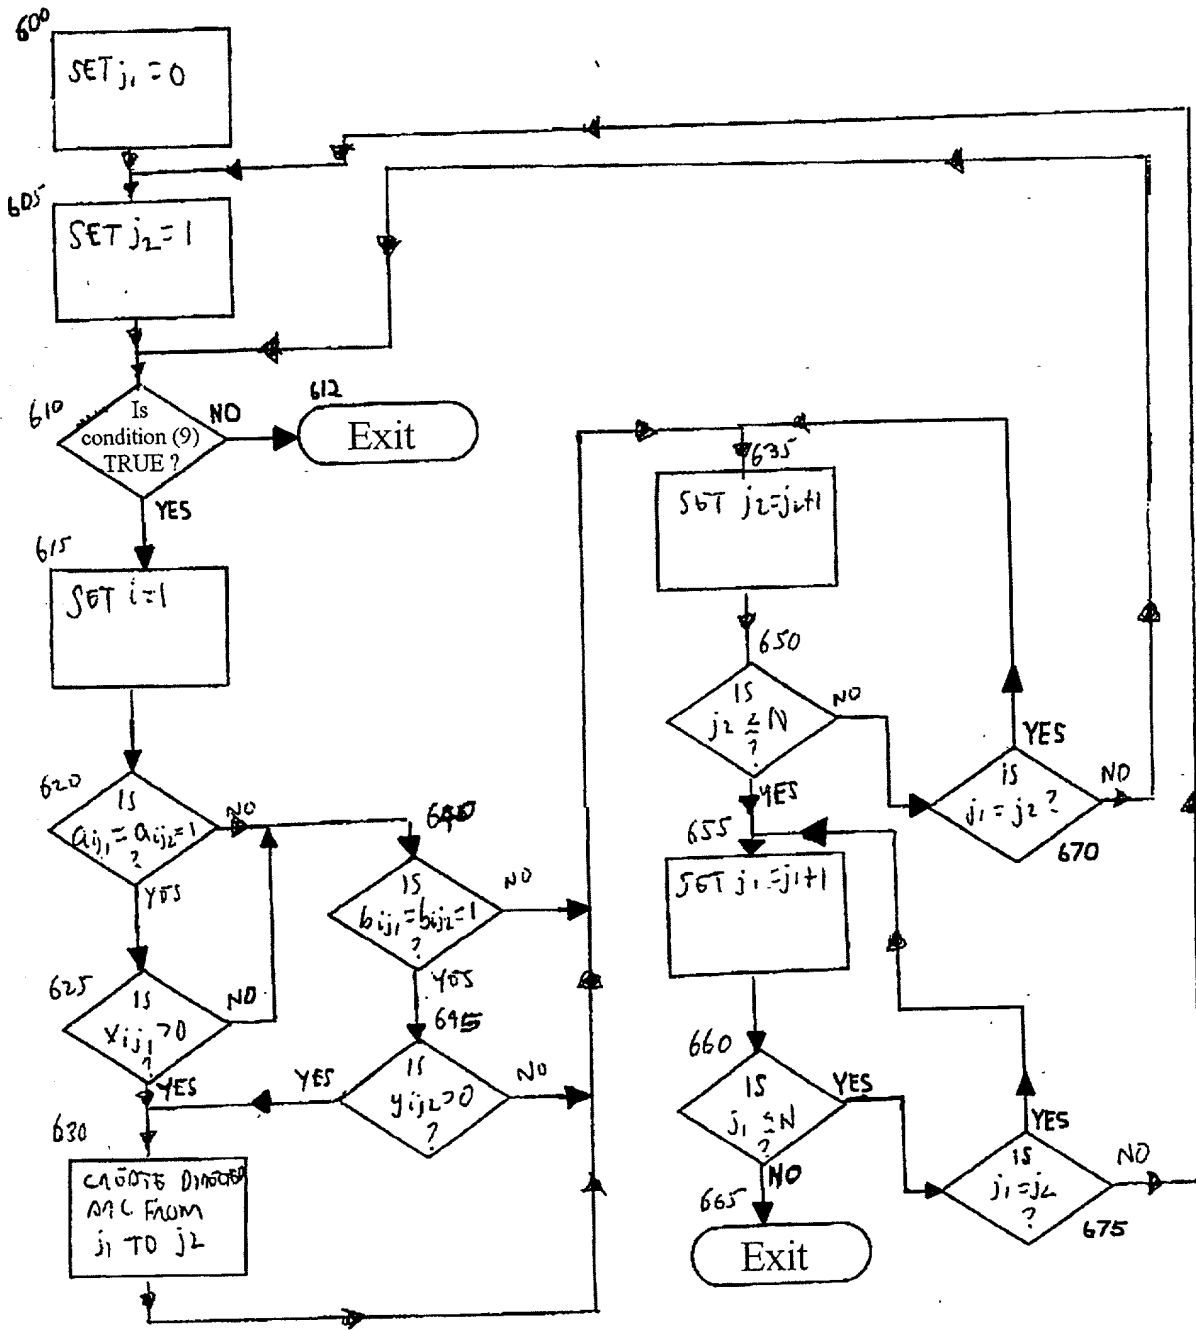 600
SET j₁ = 0
605
SET j₂ = 1
610
Is
condition (9)
TRUE ?
NO
612
Exit
YES
615
SET i=1
620
IS
aij₁ = aij₂ = 1
?
NO
YES
625
IS
xij₁ > 0
?
NO
YES
630
CREATE DIRECTED
ARC FROM
j₁ TO j₂
IS
bij₁ = bij₂ = 1
?
NO
YES
645
IS
yij₂ > 0
?
YES
NO
635
SET j₂=j₂+1
650
IS
j₂ ≤ N
?
NO
YES
655
SET j₁ = j₁+1
660
IS
j₁ ≤ N
?
YES
NO
665
Exit
is
j₁ = j₂ ?
YES
NO
670
IS
j₁ = j₂
?
YES
NO
675